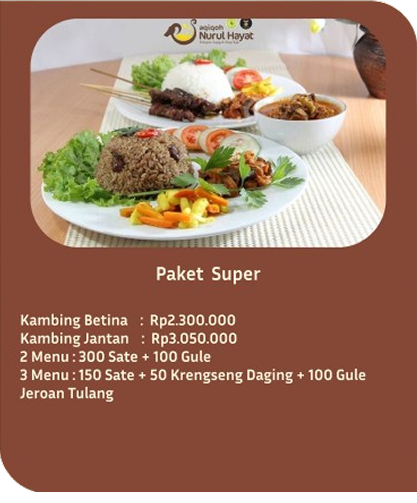 aqiqoh
Nurul Hayat
Paket Super
Kambing Betina : Rp2.300.000
Kambing Jantan : Rp3.050.000
2 Menu : 300 Sate + 100 Gule
3 Menu : 150 Sate + 50 Krengseng Daging + 100 Gule
Jeroan Tulang